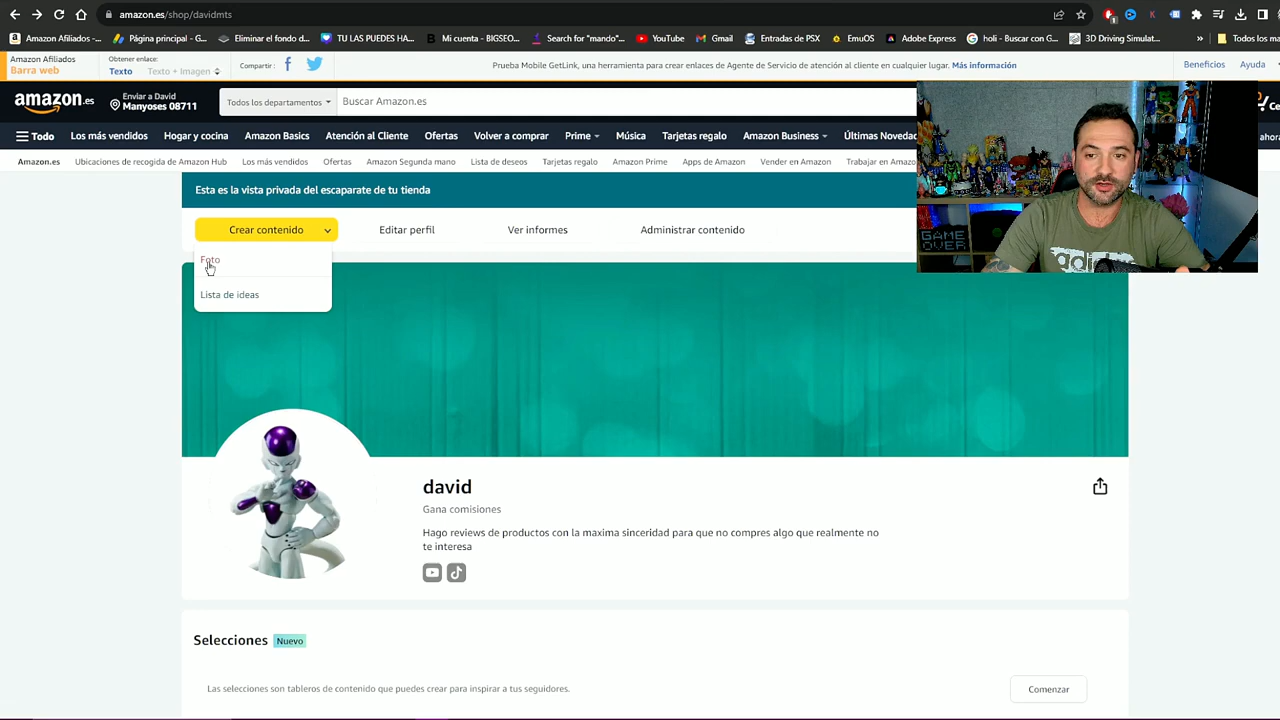 amazon.es/shop/davidmts
Amazon Afiliados -...
Página principal - G...
Eliminar el fondo d...
TU LAS PUEDES HA...
Mi cuenta - BIGSEO...
Search for "mando"...
YouTube
Gmail
Entradas de PSX
EmuOS
Adobe Express
holi - Buscar con G...
3D Driving Simulat...
»
Todos los ma
Amazon Afiliados
Barra web
Obtener enlace:
Texto
Texto + Imagen
Compartir:
Prueba Mobile GetLink, una herramienta para crear enlaces de Agente de Servicio de atención al cliente en cualquier lugar. Más información
Beneficios
Ayuda
amazon.es
Enviar a David
Manyoses 08711
Todos los departamentos
Buscar Amazon.es
Ce
Todo
Los más vendidos
Hogar y cocina
Amazon Basics
Atención al Cliente
Ofertas
Volver a comprar
Prime
Música
Tarjetas regalo
Amazon Business
Últimas Novedad
ahora
Amazon.es
Ubicaciones de recogida de Amazon Hub
Los más vendidos
Ofertas
Amazon Segunda mano
Lista de deseos
Tarjetas regalo
Amazon Prime
Apps de Amazon
Vender en Amazon
Trabajar en Amazo
Esta es la vista privada del escaparate de tu tienda
GAME
OVER
Crear contenido
Editar perfil
Ver informes
Administrar contenido
Foto
Lista de ideas
david
Gana comisiones
Hago reviews de productos con la maxima sinceridad para que no compres algo que realmente no
te interesa
Selecciones
Nuevo
Las selecciones son tableros de contenido que puedes crear para inspirar a tus seguidores.
Comenzar